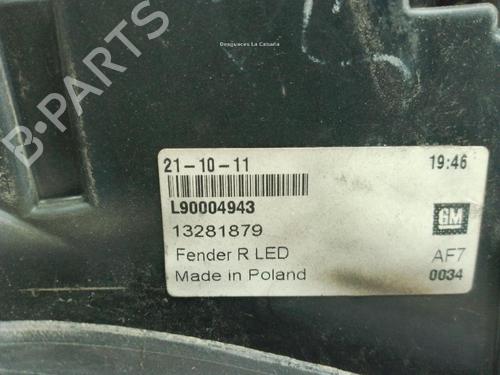 Desguaces La Cabaña
B-PARTS
21-10-11 19:46
L90004943
13281879 GM
Fender R LED AF7
Made in Poland 0034